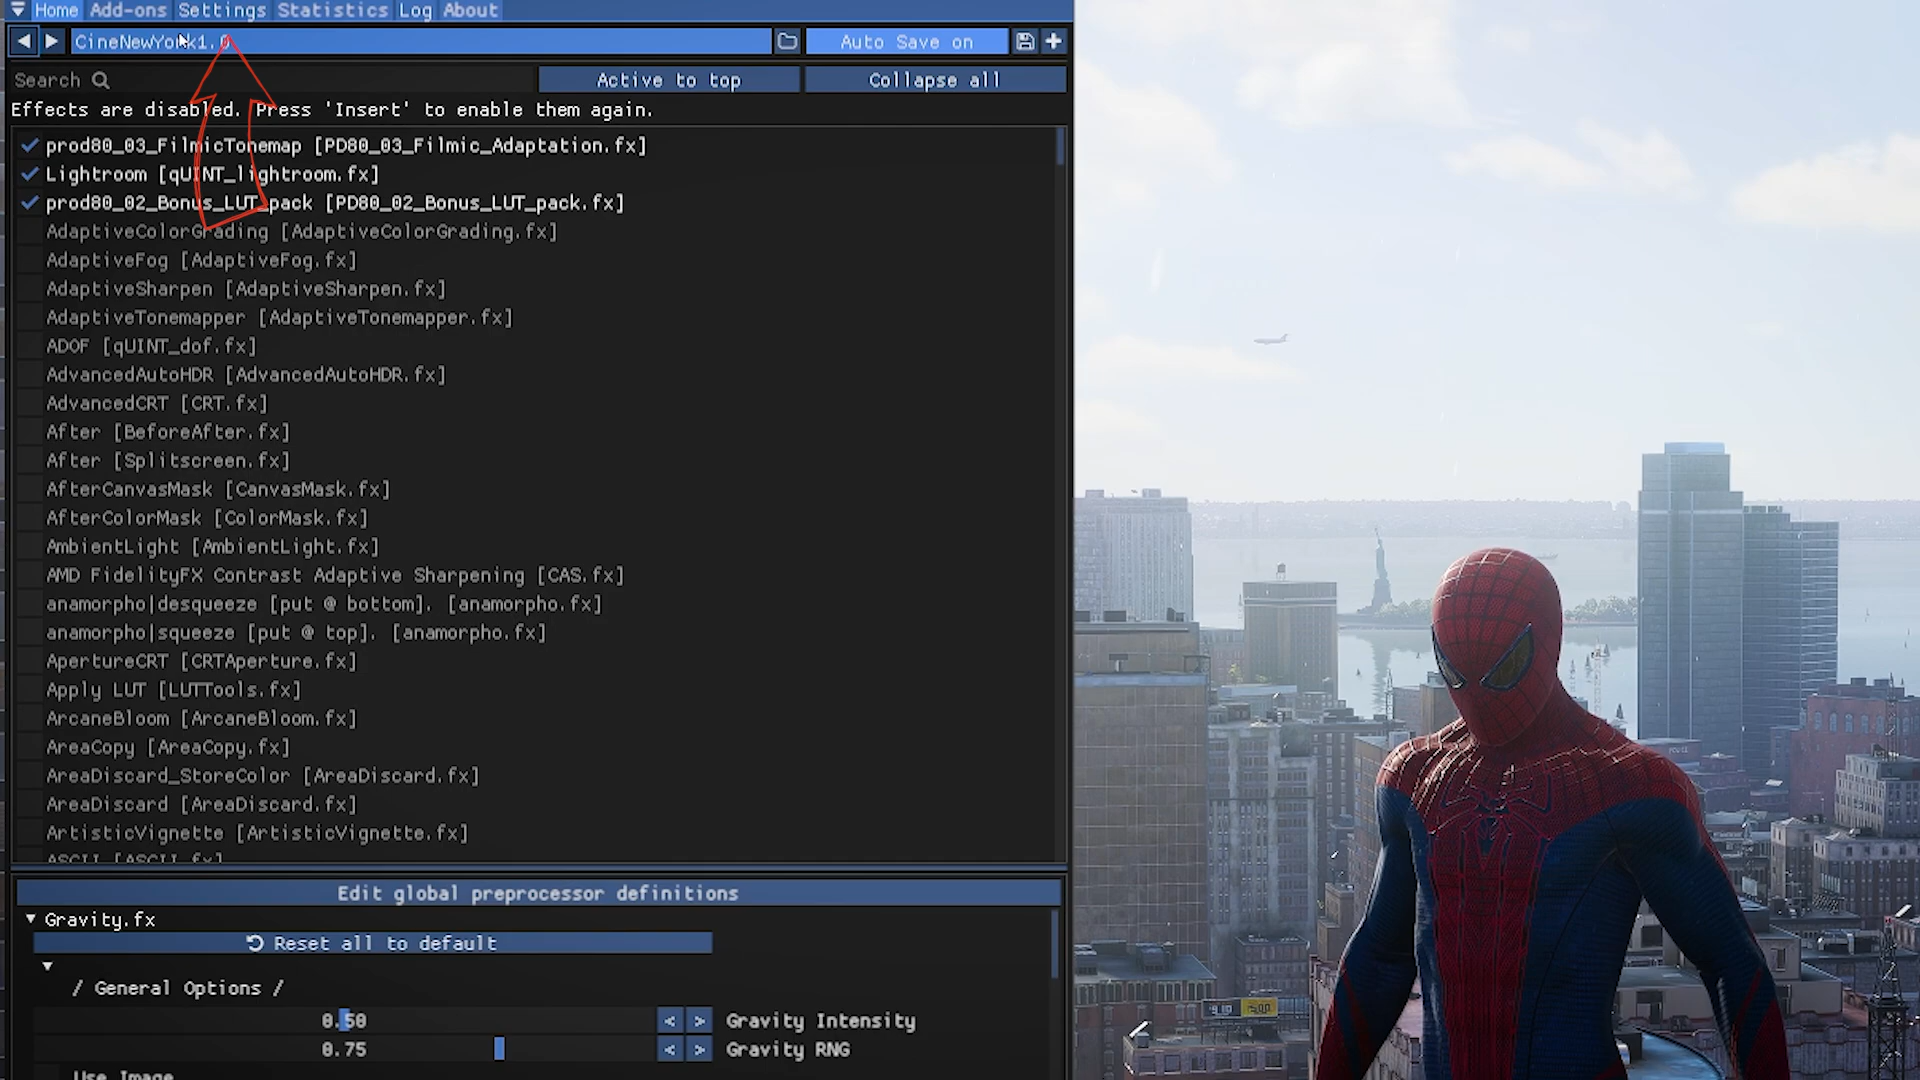 Home Add-ons Settings Statistics Log About
CineNewYork1.0 Auto Save on
Search Active to top Collapse all
Effects are disabled. Press 'Insert' to enable them again.
prod80_03_FilmicTonemap [PD80_03_Filmic_Adaptation.fx]
Lightroom [qUINT_lightroom.fx]
prod80_02_Bonus_LUT_pack [PD80_02_Bonus_LUT_pack.fx]
AdaptiveColorGrading [AdaptiveColorGrading.fx]
AdaptiveFog [AdaptiveFog.fx]
AdaptiveSharpen [AdaptiveSharpen.fx]
AdaptiveTonemapper [AdaptiveTonemapper.fx]
ADOF [qUINT_dof.fx]
AdvancedAutoHDR [AdvancedAutoHDR.fx]
AdvancedCRT [CRT.fx]
After [BeforeAfter.fx]
After [Splitscreen.fx]
AfterCanvasMask [CanvasMask.fx]
AfterColorMask [ColorMask.fx]
AmbientLight [AmbientLight.fx]
AMD FidelityFX Contrast Adaptive Sharpening [CAS.fx]
anamorpho|desqueeze [put @ bottom]. [anamorpho.fx]
anamorpho|squeeze [put @ top]. [anamorpho.fx]
ApertureCRT [CRTAperture.fx]
Apply LUT [LUTTools.fx]
ArcaneBloom [ArcaneBloom.fx]
AreaCopy [AreaCopy.fx]
AreaDiscard_StoreColor [AreaDiscard.fx]
AreaDiscard [AreaDiscard.fx]
ArtisticVignette [ArtisticVignette.fx]
ASCII [ASCII.fx]
Edit global preprocessor definitions
Gravity.fx
Reset all to default
/ General Options /
0.50 < > Gravity Intensity
0.75 < > Gravity RNG
Use Image